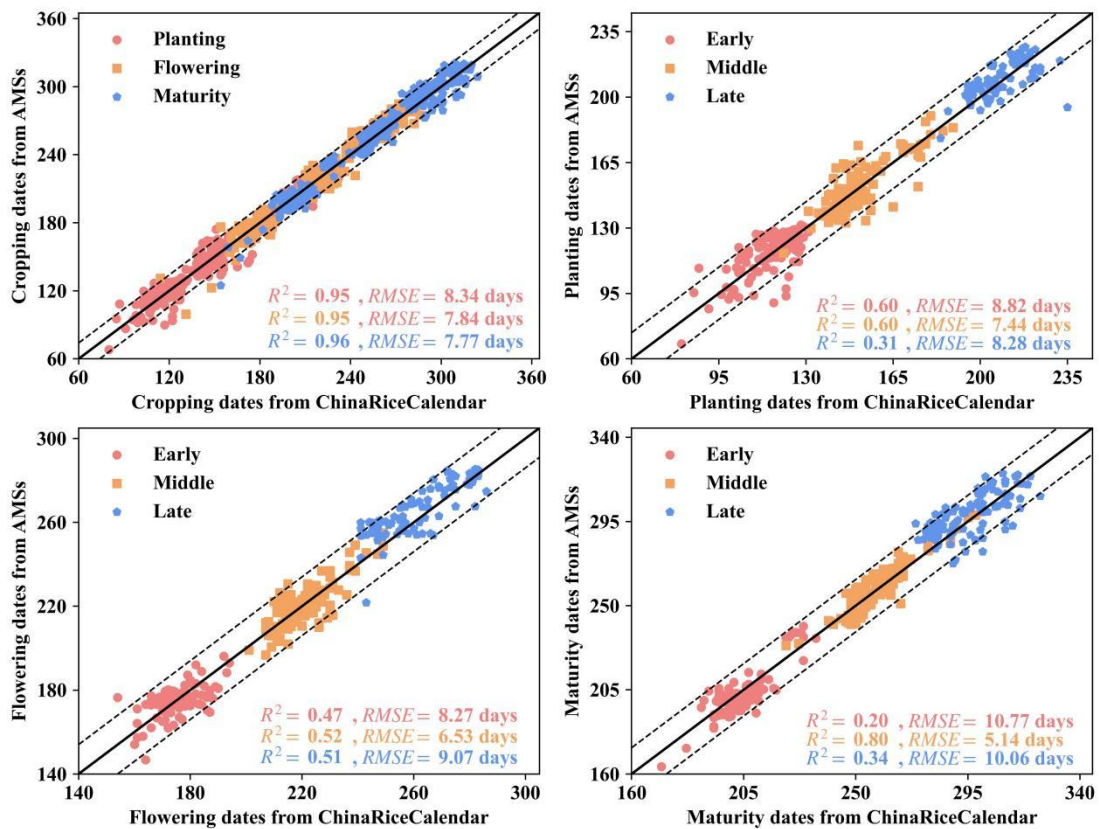 Cropping dates from AMSs
360
300
240
180
120
60
Planting
Flowering
Maturity
R² = 0.95 , RMSE = 8.34 days
R² = 0.95 , RMSE = 7.84 days
R² = 0.96 , RMSE = 7.77 days
60 120 180 240 300 360
Cropping dates from ChinaRiceCalendar
Planting dates from AMSs
235
200
165
130
95
60
Early
Middle
Late
R² = 0.60 , RMSE = 8.82 days
R² = 0.60 , RMSE = 7.44 days
R² = 0.31 , RMSE = 8.28 days
60 95 130 165 200 235
Planting dates from ChinaRiceCalendar
Flowering dates from AMSs
300
260
220
180
140
Early
Middle
Late
R² = 0.47 , RMSE = 8.27 days
R² = 0.52 , RMSE = 6.53 days
R² = 0.51 , RMSE = 9.07 days
140 180 220 260 300
Flowering dates from ChinaRiceCalendar
Maturity dates from AMSs
340
295
250
205
160
Early
Middle
Late
R² = 0.20 , RMSE = 10.77 days
R² = 0.80 , RMSE = 5.14 days
R² = 0.34 , RMSE = 10.06 days
160 205 250 295 340
Maturity dates from ChinaRiceCalendar